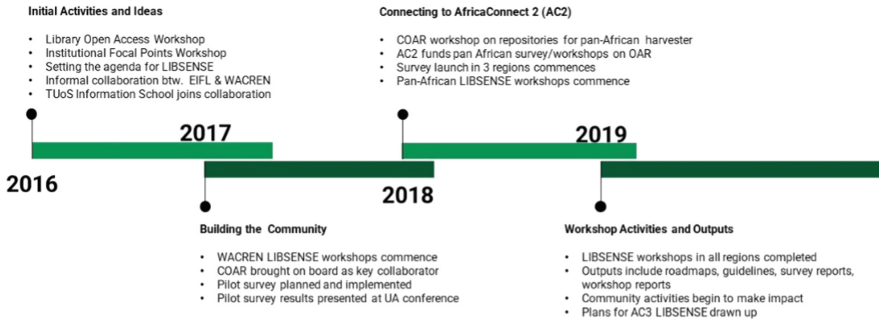 Initial Activities and Ideas
• Library Open Access Workshop
• Institutional Focal Points Workshop
• Setting the agenda for LIBSENSE
• Informal collaboration btw. EIFL & WACREN
• TUoS Information School joins collaboration
Connecting to AfricaConnect 2 (AC2)
• COAR workshop on repositories for pan-African harvester
• AC2 funds pan African survey/workshops on OAR
• Survey launch in 3 regions commences
• Pan-African LIBSENSE workshops commence
2016
2017
2018
2019
Building the Community
• WACREN LIBSENSE workshops commence
• COAR brought on board as key collaborator
• Pilot survey planned and implemented
• Pilot survey results presented at UA conference
Workshop Activities and Outputs
• LIBSENSE workshops in all regions completed
• Outputs include roadmaps, guidelines, survey reports,
workshop reports
• Community activities begin to make impact
• Plans for AC3 LIBSENSE drawn up